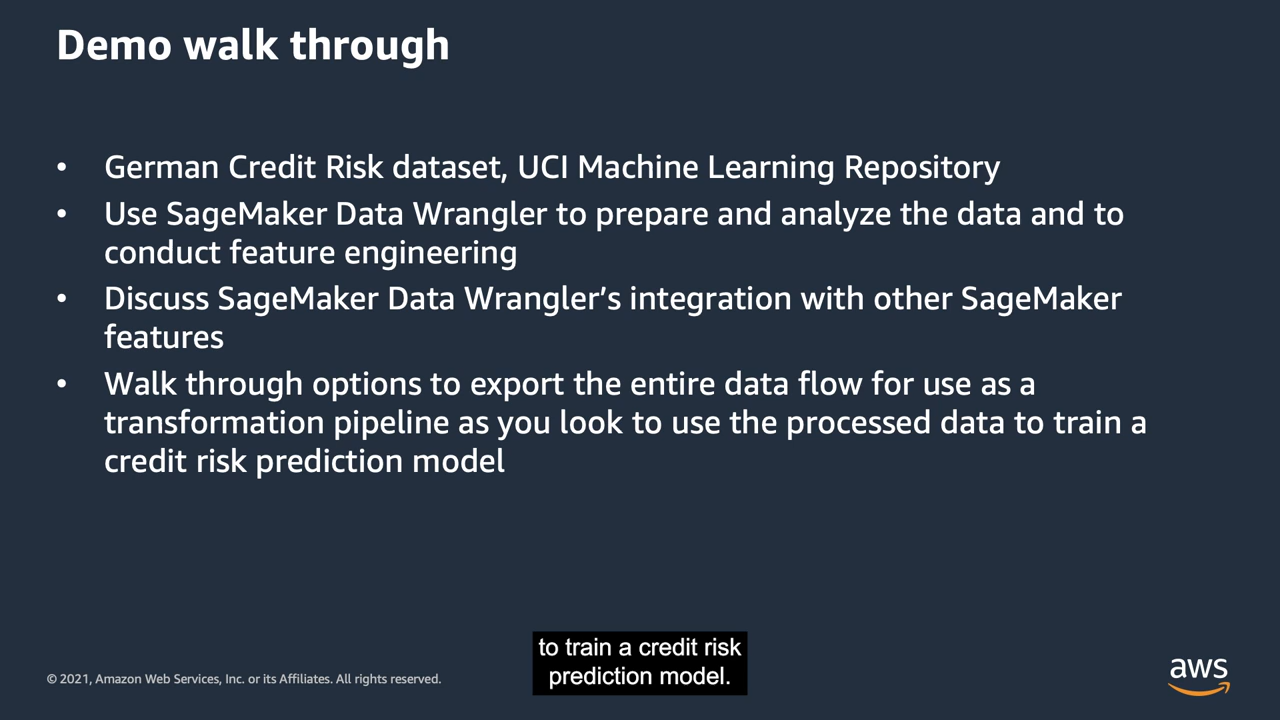 Demo walk through
• German Credit Risk dataset, UCI Machine Learning Repository
• Use SageMaker Data Wrangler to prepare and analyze the data and to
conduct feature engineering
• Discuss SageMaker Data Wrangler’s integration with other SageMaker
features
• Walk through options to export the entire data flow for use as a
transformation pipeline as you look to use the processed data to train a
credit risk prediction model
to train a credit risk
prediction model.
© 2021, Amazon Web Services, Inc. or its Affiliates. All rights reserved.
aws